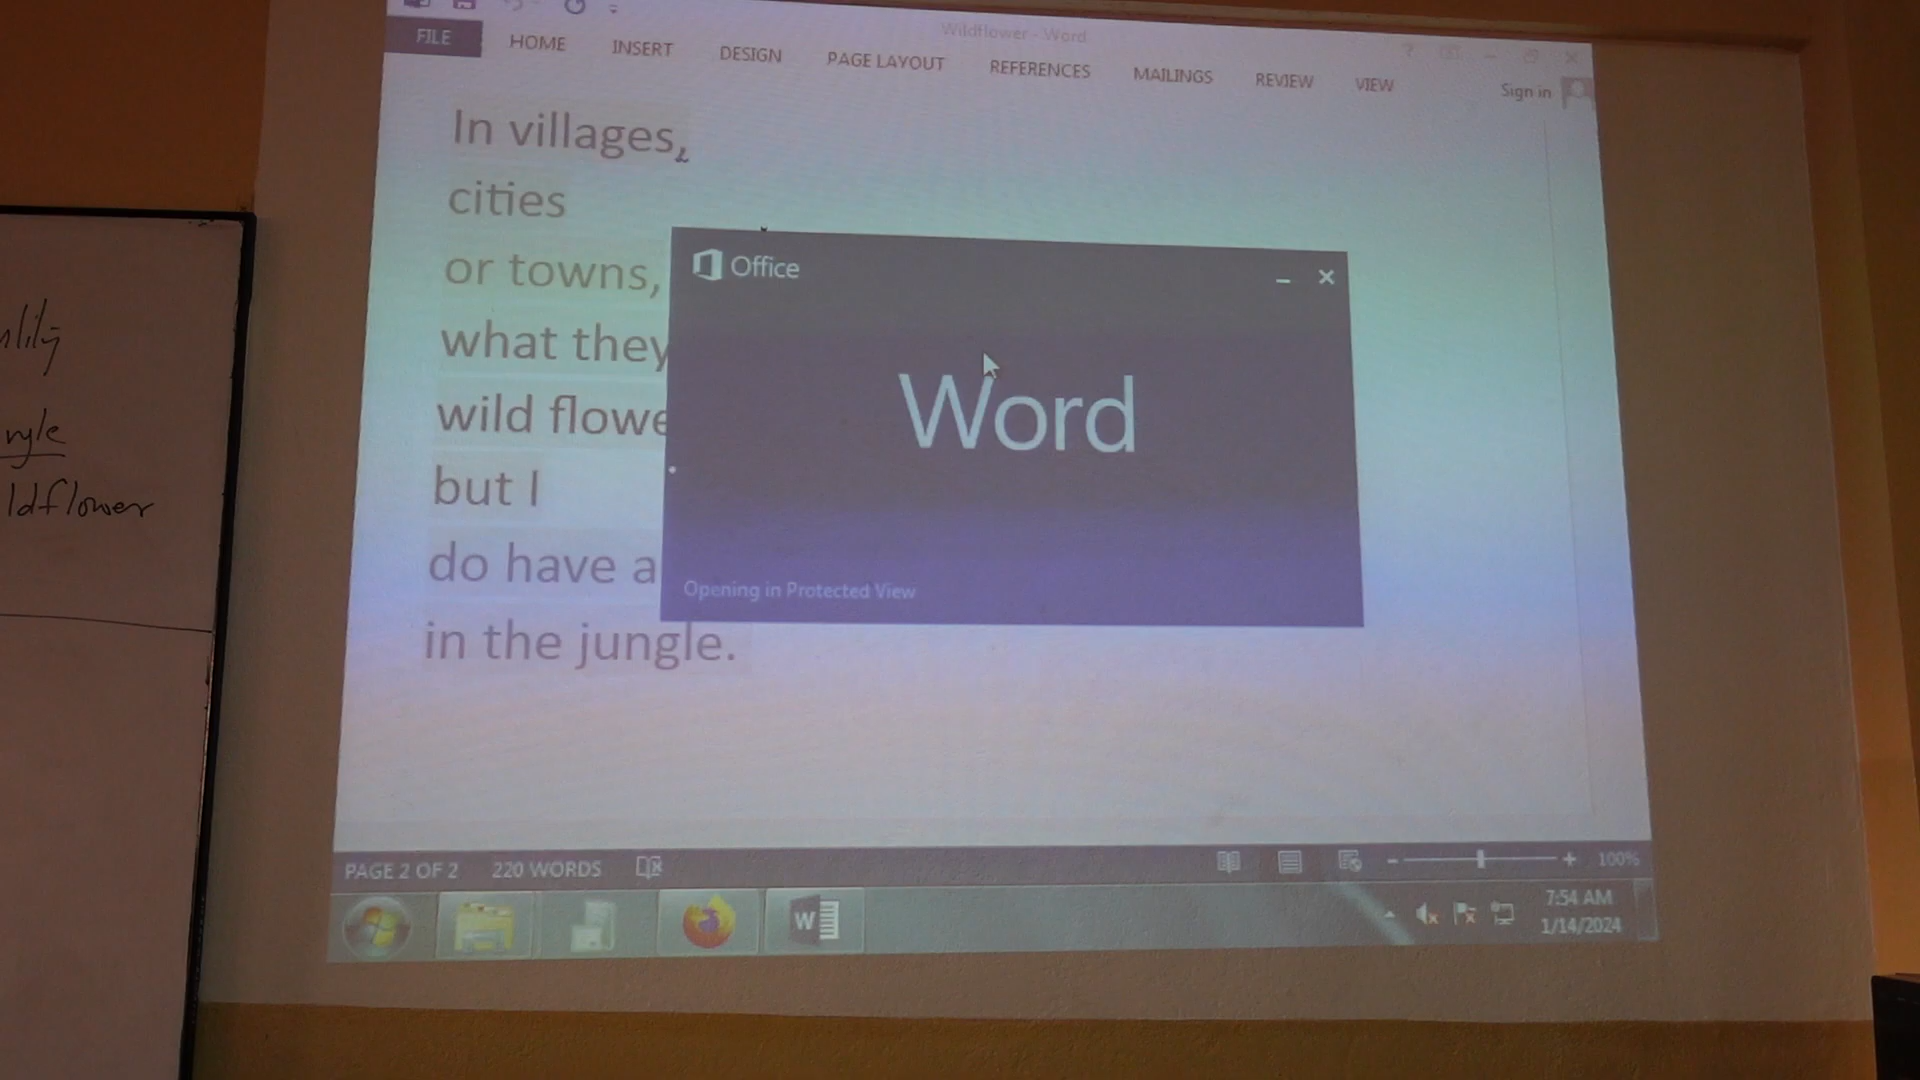 Wildflower - Word
FILE HOME INSERT DESIGN PAGE LAYOUT REFERENCES MAILINGS REVIEW VIEW
Sign in
In villages,
cities
or towns,
what they
wild flowe
but I
do have a
in the jungle.
Office
Word
Opening in Protected View
PAGE 2 OF 2 220 WORDS
100%
7:54 AM
1/14/2024
ldflower